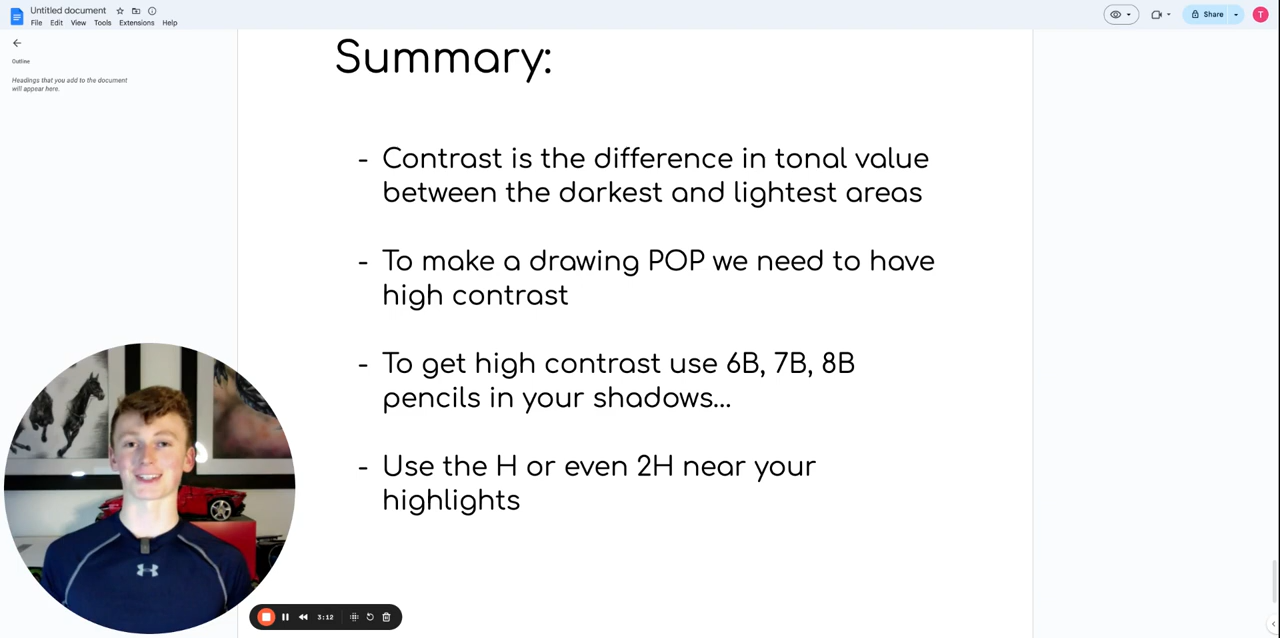 Untitled document
File Edit View Tools Extensions Help
Share
T
Outline
Headings that you add to the document
will appear here.
Summary:
- Contrast is the difference in tonal value
between the darkest and lightest areas
- To make a drawing POP we need to have
high contrast
- To get high contrast use 6B, 7B, 8B
pencils in your shadows...
- Use the H or even 2H near your
highlights
3:12